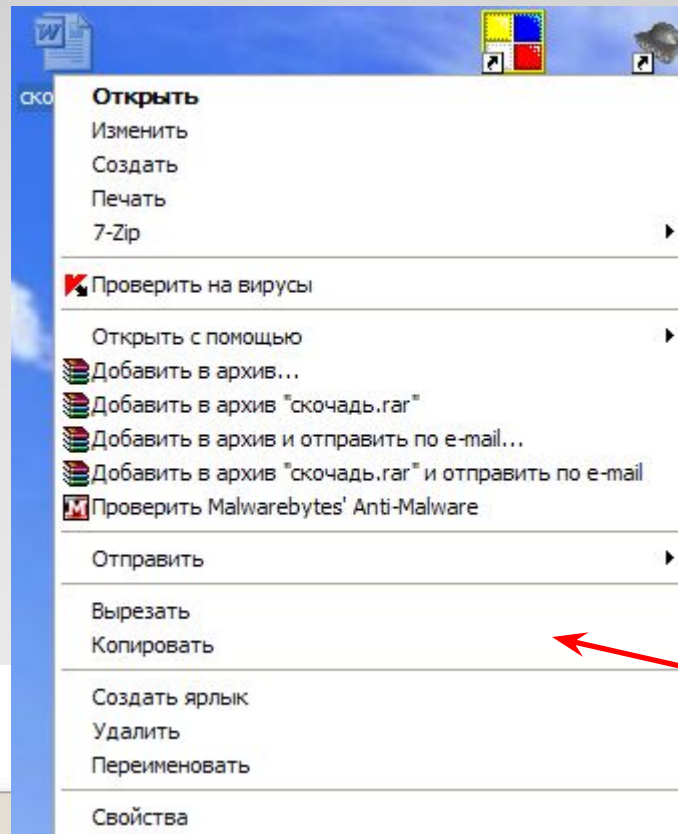 ско
Открыть
Изменить
Создать
Печать
7-Zip
Проверить на вирусы
Открыть с помощью
Добавить в архив...
Добавить в архив "скочадь.rar"
Добавить в архив и отправить по e-mail...
Добавить в архив "скочадь.rar" и отправить по e-mail
Проверить Malwarebytes' Anti-Malware
Отправить
Вырезать
Копировать
Создать ярлык
Удалить
Переименовать
Свойства